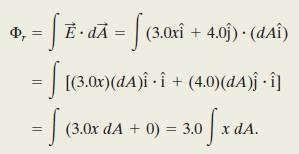 Φᵣ = ∫ E⃗ · dA⃗ = ∫ (3.0xî + 4.0ĵ) · (dAî)
= ∫ [(3.0x)(dA)î · î + (4.0)(dA)ĵ · î]
= ∫ (3.0x dA + 0) = 3.0 ∫ x dA.